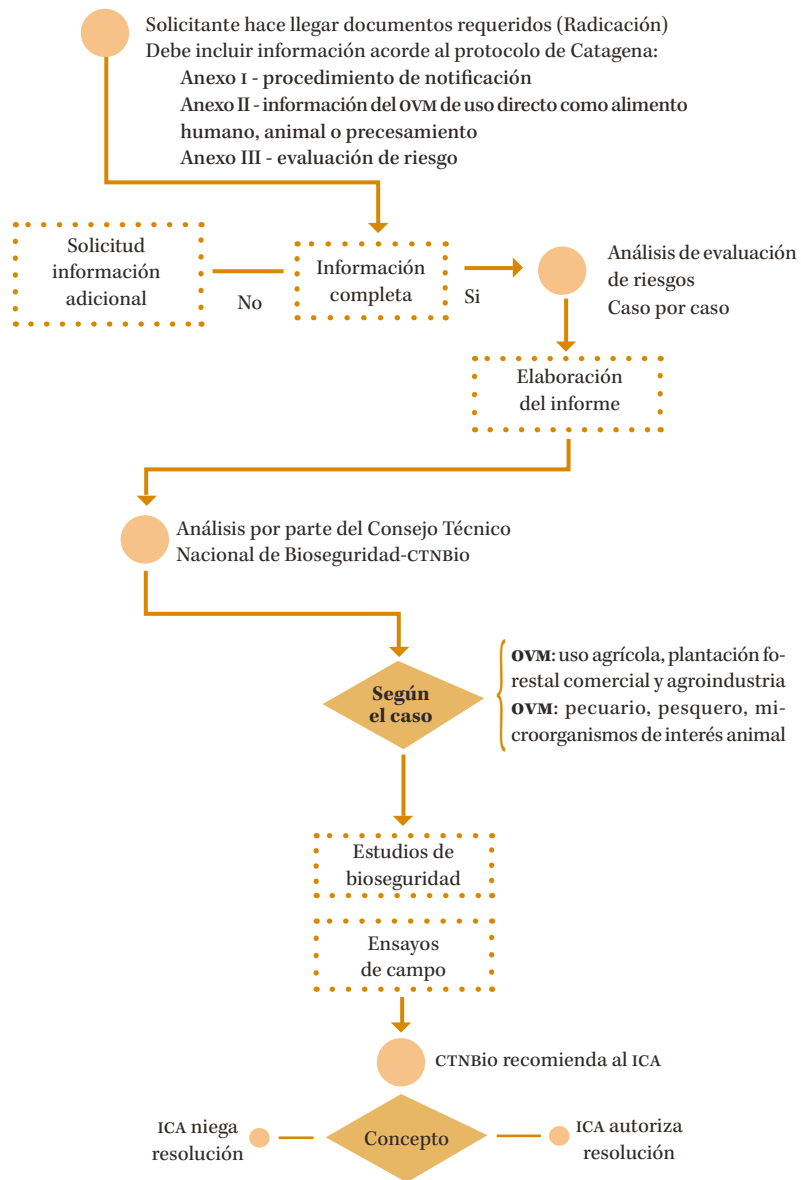 Solicitante hace llegar documentos requeridos (Radicación)
Debe incluir información acorde al protocolo de Catagena:
Anexo I - procedimiento de notificación
Anexo II - información del OVM de uso directo como alimento
humano, animal o precesamiento
Anexo III - evaluación de riesgo
Solicitud
información
adicional
No
Información
completa
Si
Análisis de evaluación
de riesgos
Caso por caso
Elaboración
del informe
Análisis por parte del Consejo Técnico
Nacional de Bioseguridad-CTNBio
Según
el caso
OVM: uso agrícola, plantación fo-
restal comercial y agroindustria
OVM: pecuario, pesquero, mi-
croorganismos de interés animal
Estudios de
bioseguridad
Ensayos
de campo
CTNBio recomienda al ICA
ICA niega
resolución
Concepto
ICA autoriza
resolución